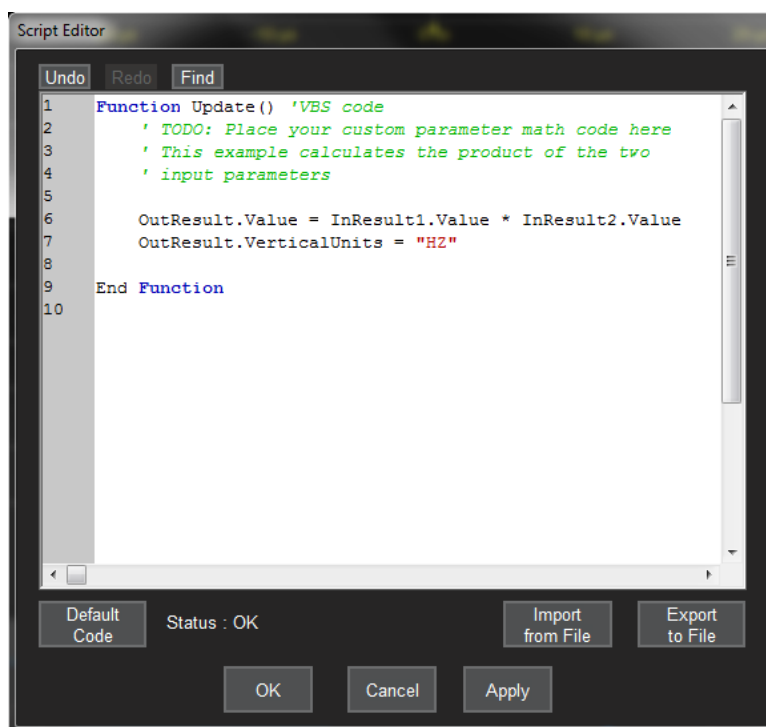 Script Editor
Undo Redo Find
1 Function Update() 'VBS code
2 ' TODO: Place your custom parameter math code here
3 ' This example calculates the product of the two
4 ' input parameters
5
6 OutResult.Value = InResult1.Value * InResult2.Value
7 OutResult.VerticalUnits = "HZ"
8
9 End Function
10
Default
Code
Status : OK
Import
from File
Export
to File
OK Cancel Apply